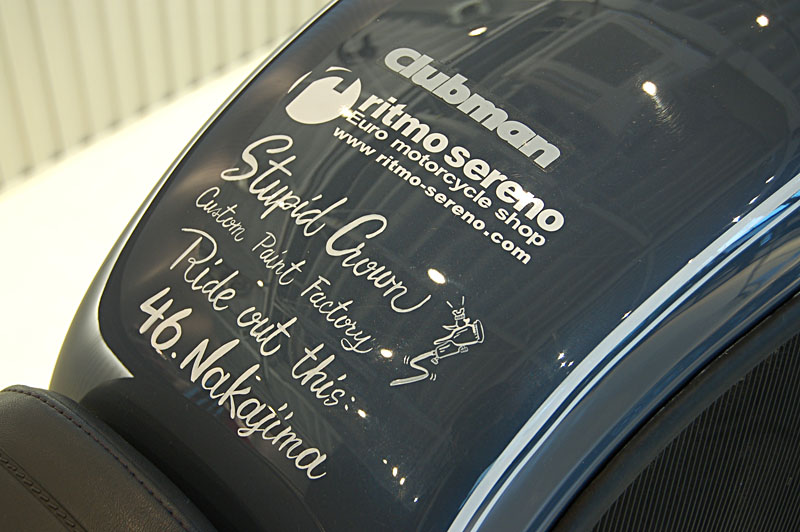 clubman
ritmo sereno
Euro motorcycle shop
www.ritmo-sereno.com
Stupid Crown
Custom Paint Factory
Ride out this:
46. Nakajima